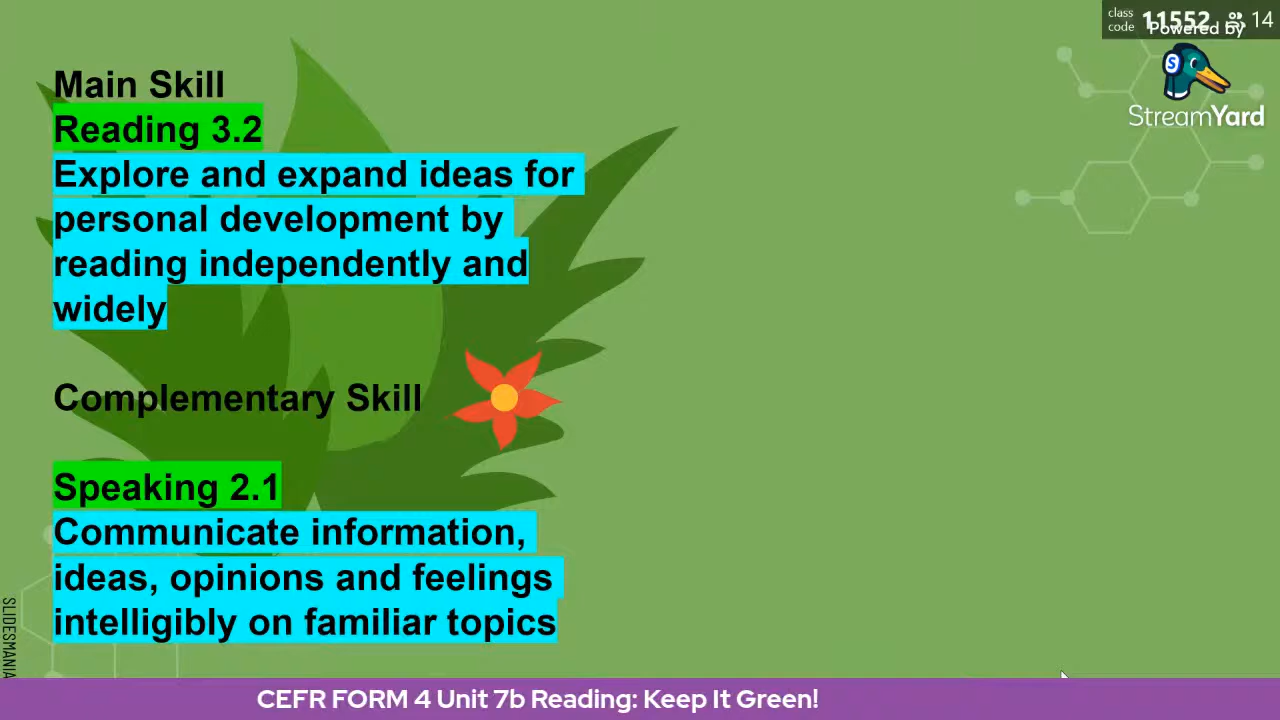 class
code 11552 14
Powered by
StreamYard
Main Skill
Reading 3.2
Explore and expand ideas for
personal development by
reading independently and
widely
Complementary Skill
Speaking 2.1
Communicate information,
ideas, opinions and feelings
intelligibly on familiar topics
SLIDESMANIA
CEFR FORM 4 Unit 7b Reading: Keep It Green!